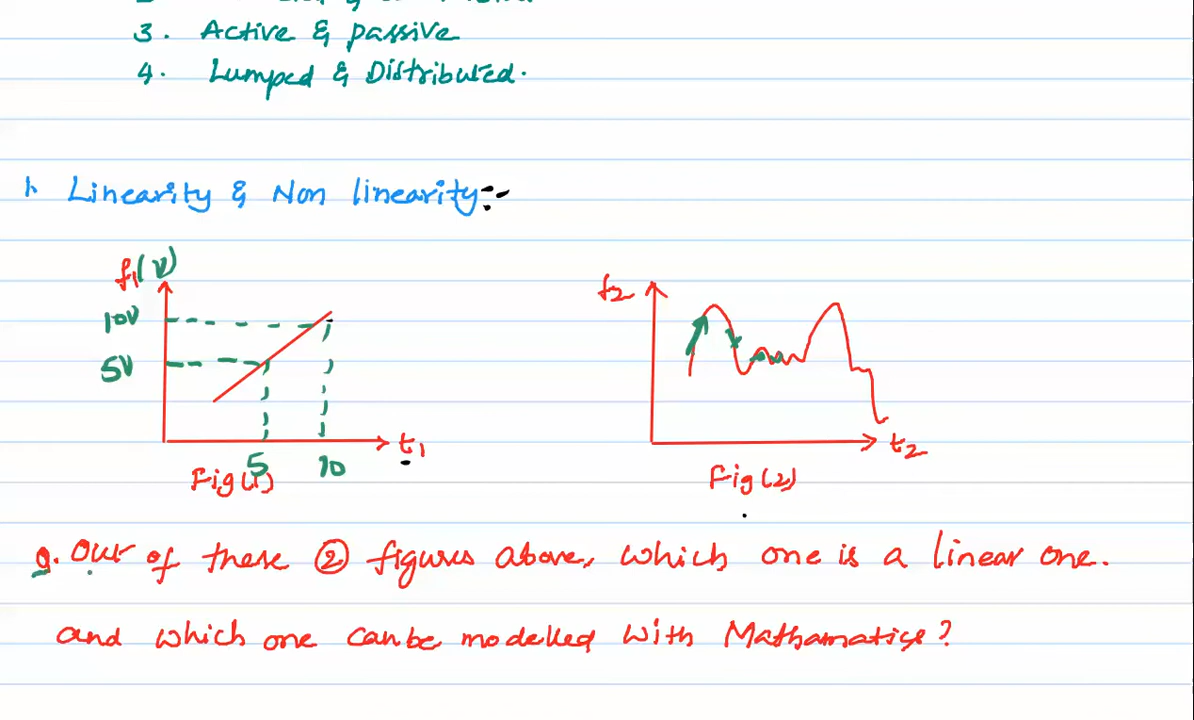 3. Active & passive
4. Lumped & Distributed.
1. Linearity & Non linearity:-
f1(V)
10V
5V
5
10
t1
Fig(1)
f2
t2
Fig(2)
Q. Out of these 2 figures above, which one is a linear one.
and which one can be modelled with Mathamatics?